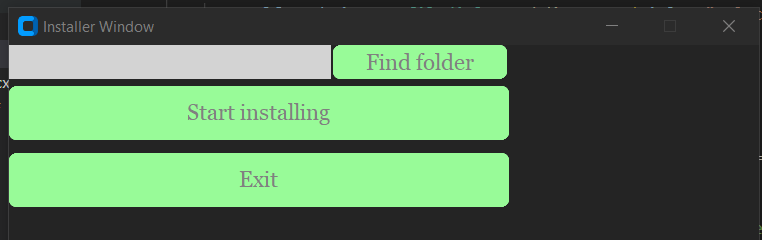 Installer Window
Find folder
Start installing
Exit